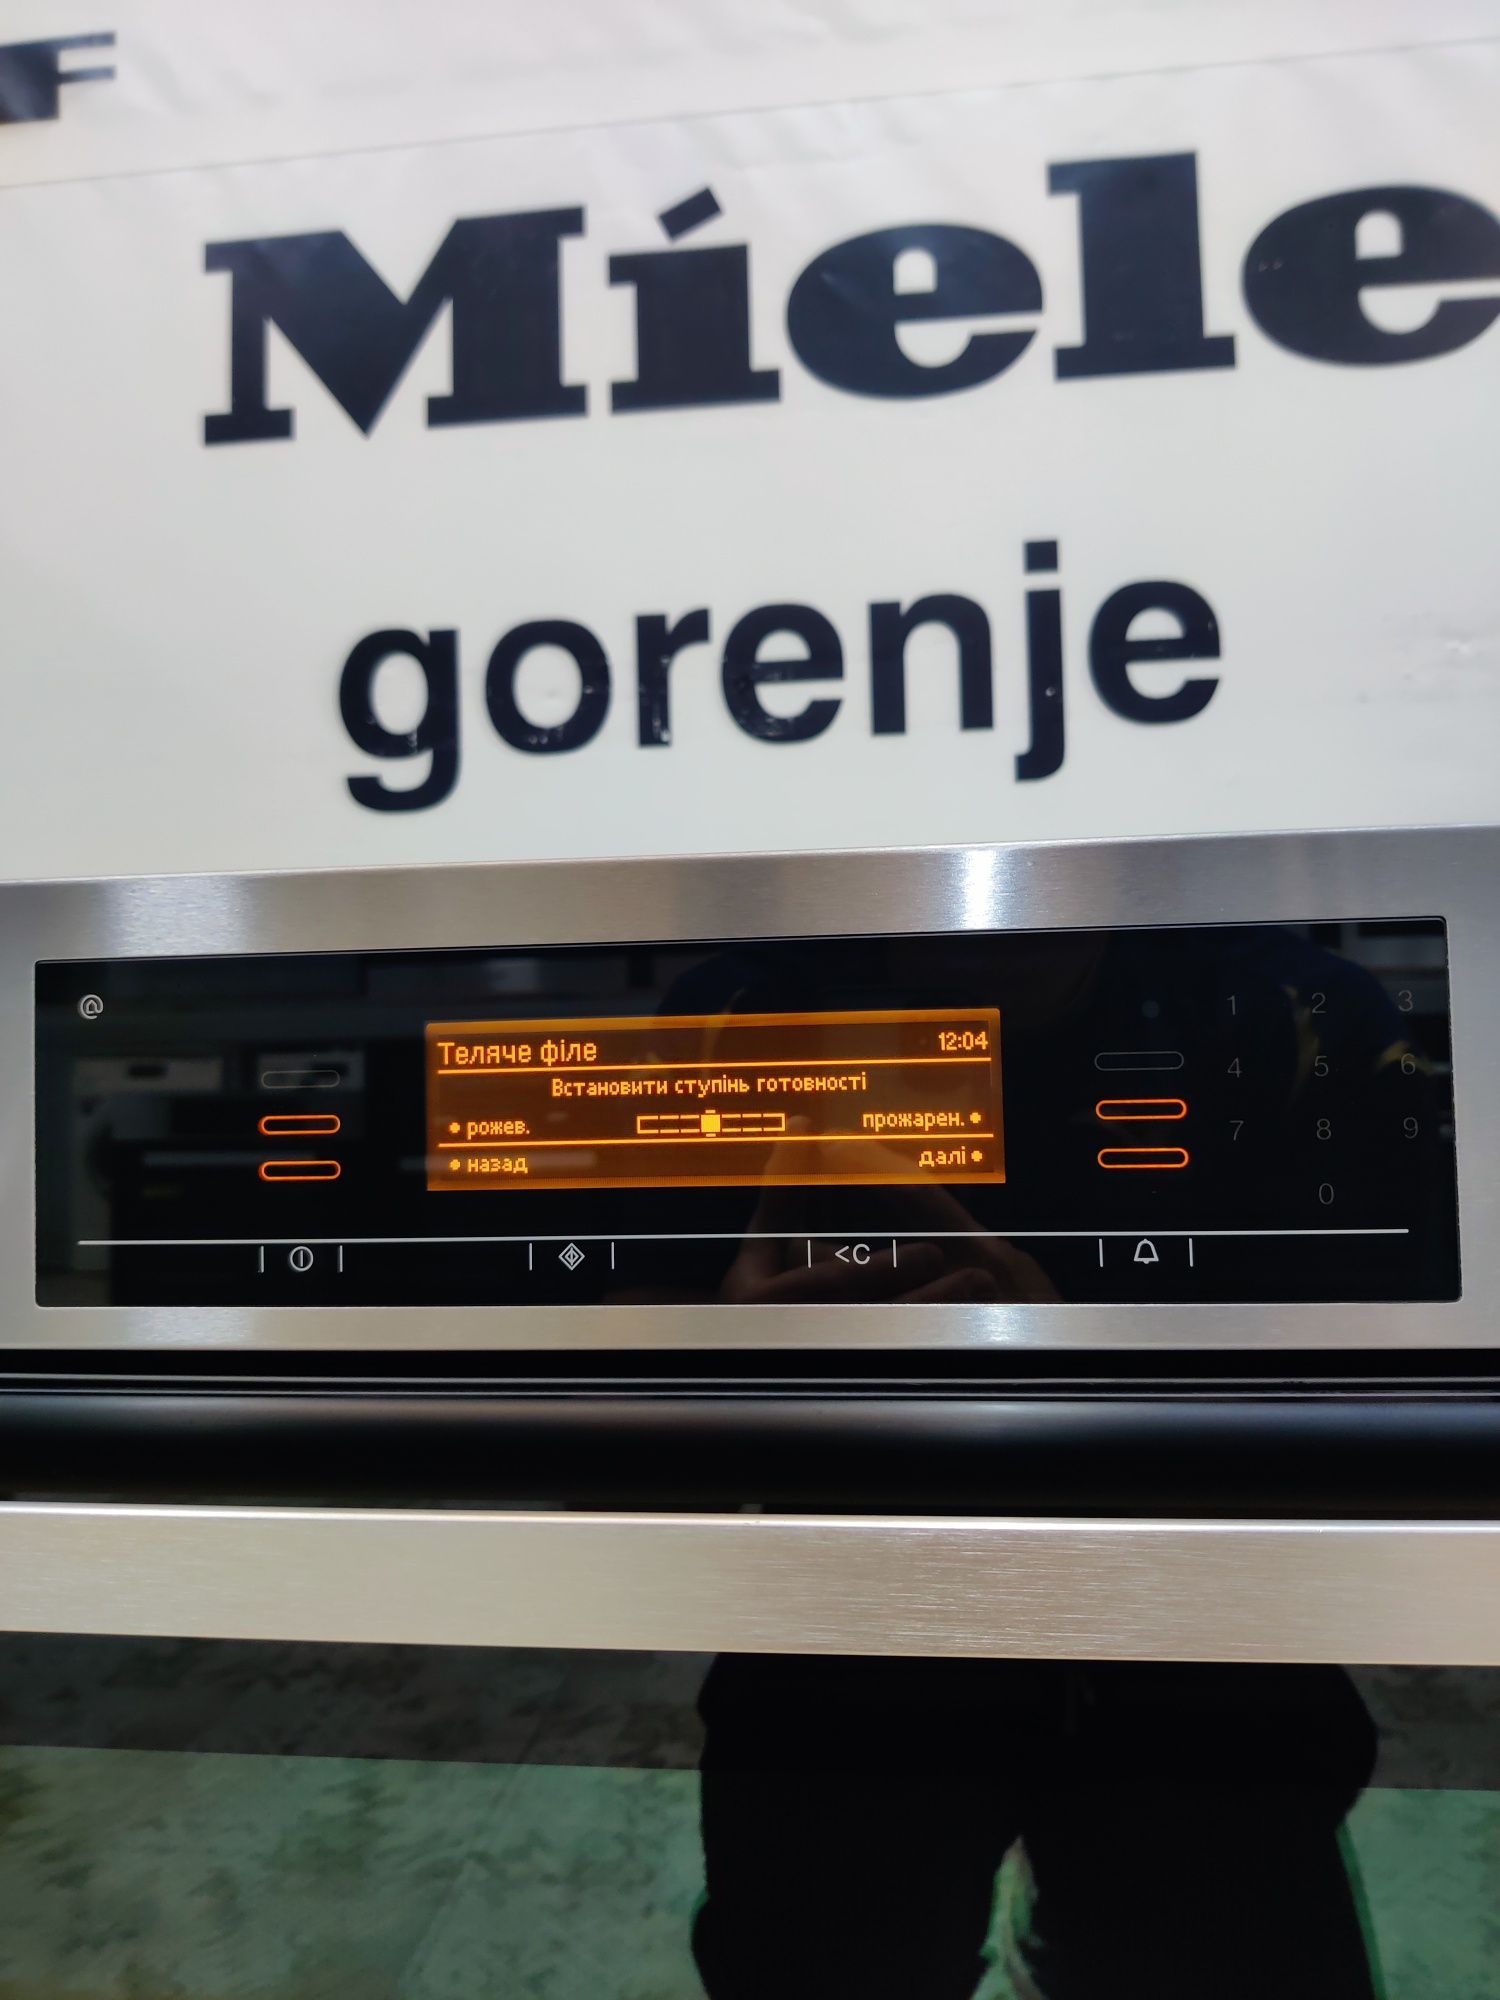 F
Miele
gorenje
Теляче філе 12:04
Встановити ступінь готовності
• рожев. прожарен. •
• назад далі •
1 2 3
4 5 6
7 8 9
0
<C